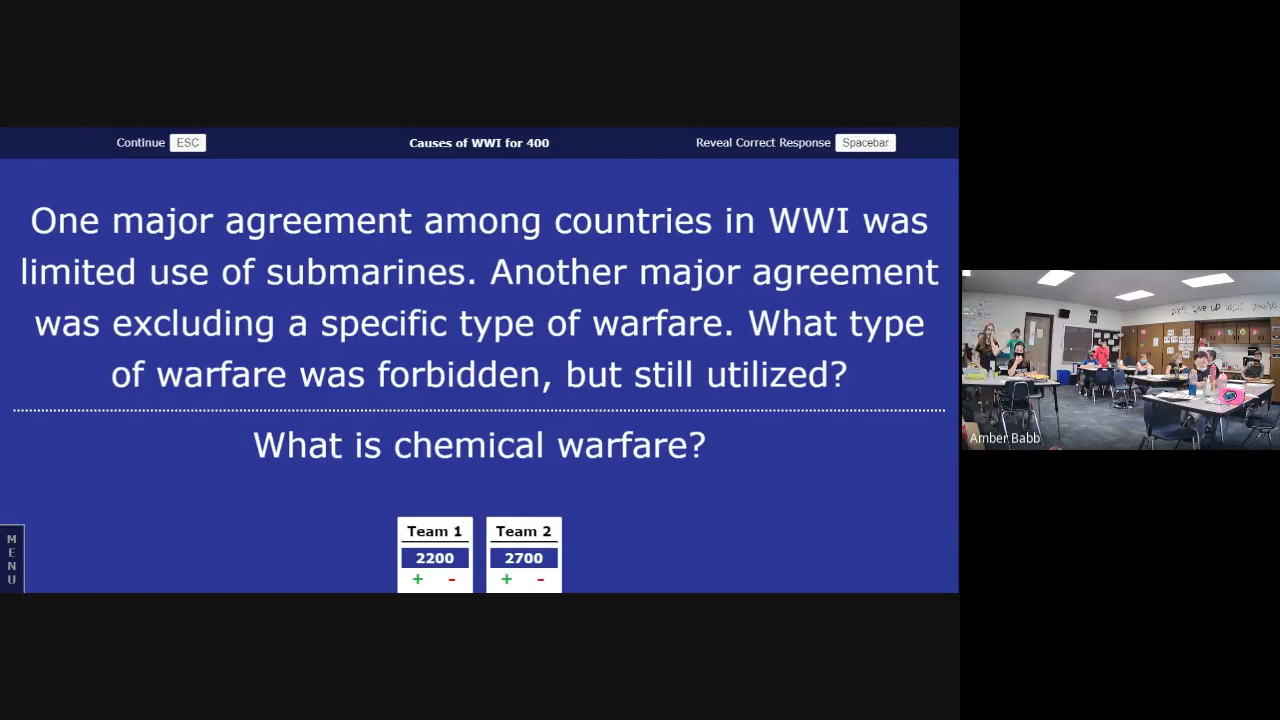 Continue ESC
Causes of WWI for 400
Reveal Correct Response Spacebar
One major agreement among countries in WWI was
limited use of submarines. Another major agreement
was excluding a specific type of warfare. What type
of warfare was forbidden, but still utilized?
What is chemical warfare?
MENU
Team 1
2200
+ -
Team 2
2700
+ -
Amber Babb